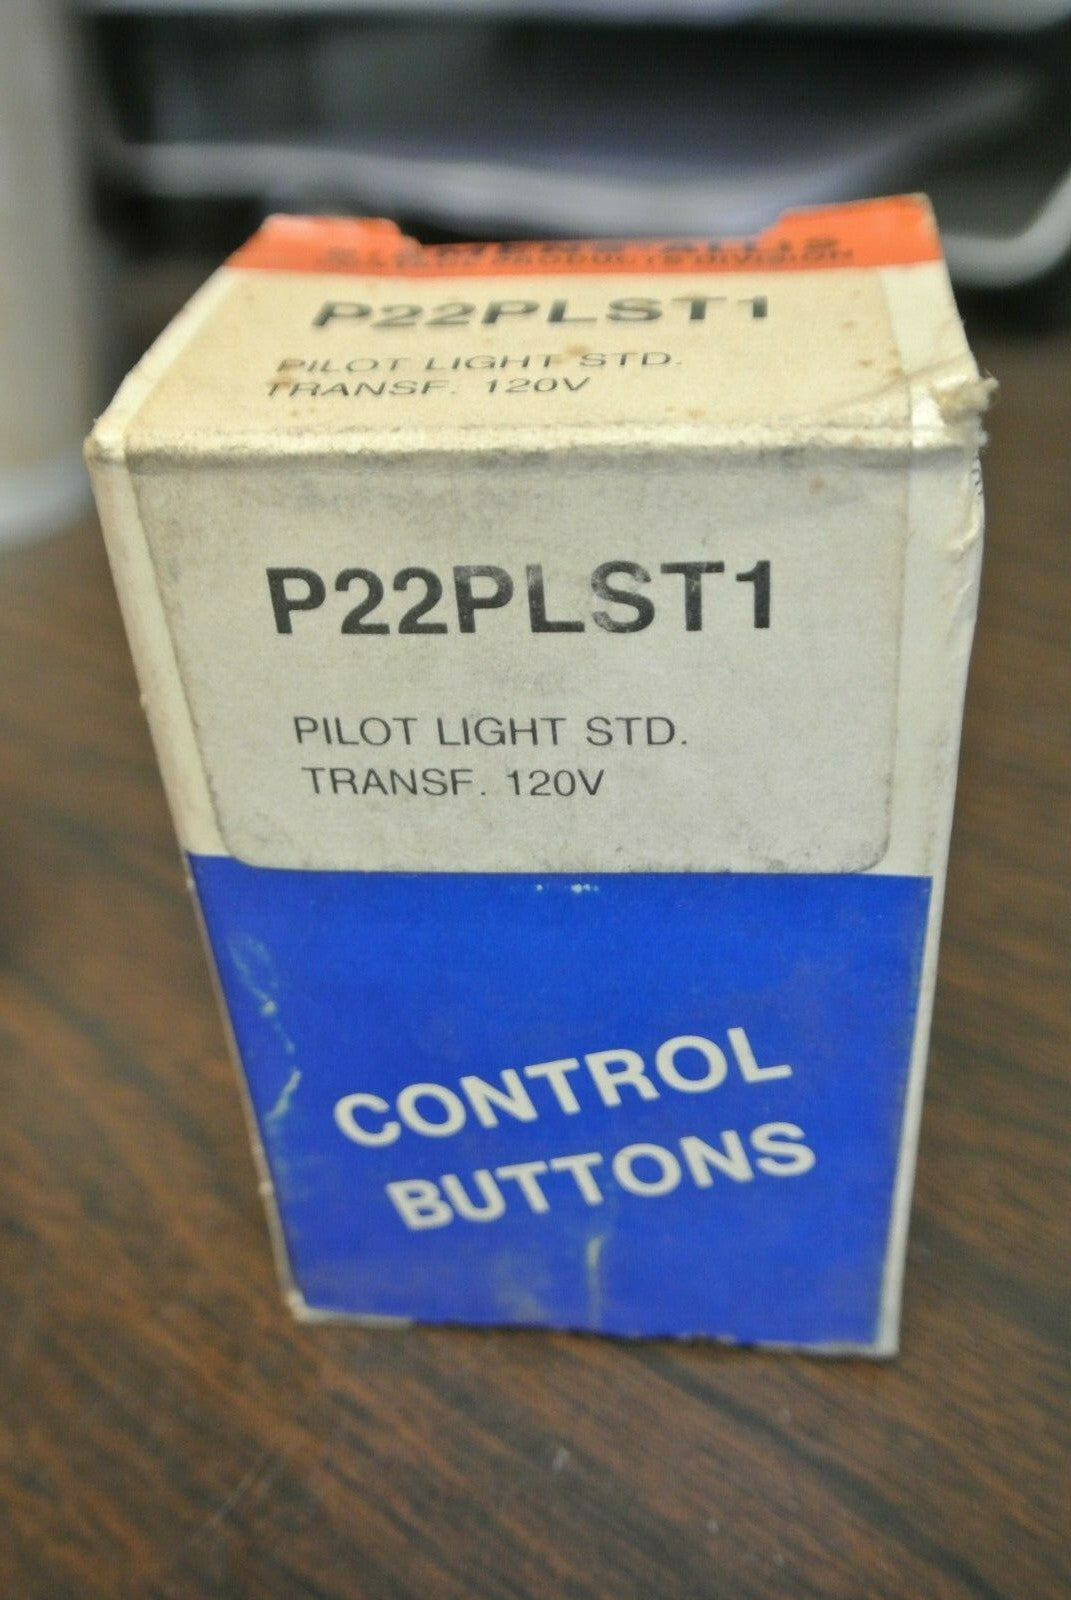 P22PLST1
PILOT LIGHT STD.
TRANSF. 120V
P22PLST1
PILOT LIGHT STD.
TRANSF. 120V
CONTROL
BUTTONS